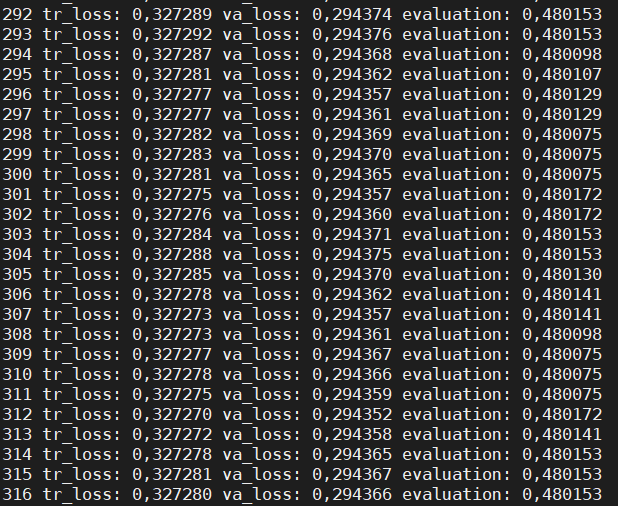 292 tr_loss: 0,327289 va_loss: 0,294374 evaluation: 0,480153
293 tr_loss: 0,327292 va_loss: 0,294376 evaluation: 0,480153
294 tr_loss: 0,327287 va_loss: 0,294368 evaluation: 0,480098
295 tr_loss: 0,327281 va_loss: 0,294362 evaluation: 0,480107
296 tr_loss: 0,327277 va_loss: 0,294357 evaluation: 0,480129
297 tr_loss: 0,327277 va_loss: 0,294361 evaluation: 0,480129
298 tr_loss: 0,327282 va_loss: 0,294369 evaluation: 0,480075
299 tr_loss: 0,327283 va_loss: 0,294370 evaluation: 0,480075
300 tr_loss: 0,327281 va_loss: 0,294365 evaluation: 0,480075
301 tr_loss: 0,327275 va_loss: 0,294357 evaluation: 0,480172
302 tr_loss: 0,327276 va_loss: 0,294360 evaluation: 0,480172
303 tr_loss: 0,327284 va_loss: 0,294371 evaluation: 0,480153
304 tr_loss: 0,327288 va_loss: 0,294375 evaluation: 0,480153
305 tr_loss: 0,327285 va_loss: 0,294370 evaluation: 0,480130
306 tr_loss: 0,327278 va_loss: 0,294362 evaluation: 0,480141
307 tr_loss: 0,327273 va_loss: 0,294357 evaluation: 0,480141
308 tr_loss: 0,327273 va_loss: 0,294361 evaluation: 0,480098
309 tr_loss: 0,327277 va_loss: 0,294367 evaluation: 0,480075
310 tr_loss: 0,327278 va_loss: 0,294366 evaluation: 0,480075
311 tr_loss: 0,327275 va_loss: 0,294359 evaluation: 0,480075
312 tr_loss: 0,327270 va_loss: 0,294352 evaluation: 0,480172
313 tr_loss: 0,327272 va_loss: 0,294358 evaluation: 0,480141
314 tr_loss: 0,327278 va_loss: 0,294365 evaluation: 0,480153
315 tr_loss: 0,327281 va_loss: 0,294367 evaluation: 0,480153
316 tr_loss: 0,327280 va_loss: 0,294366 evaluation: 0,480153